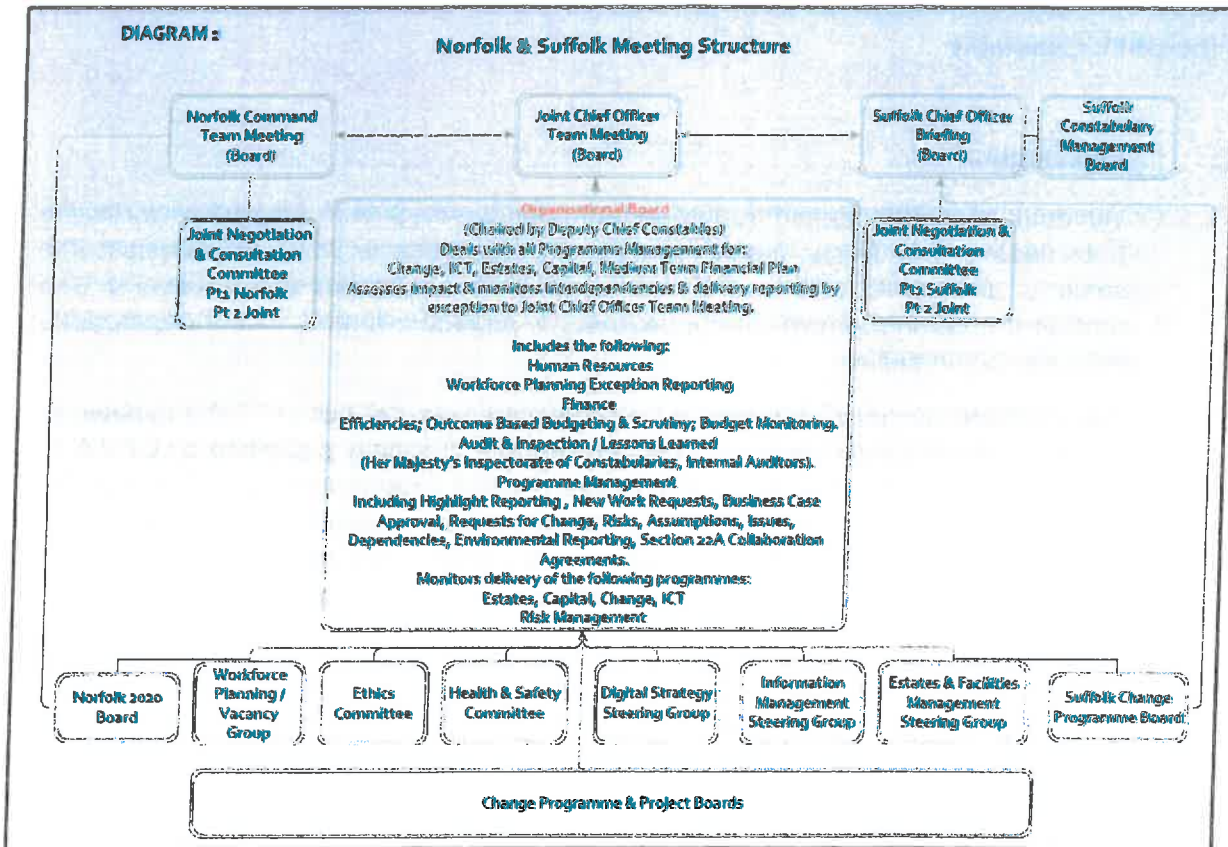 DIAGRAM:
Norfolk & Suffolk Meeting Structure
Norfolk Command
Team Meeting
(Board)
Joint Chief Officer
Team Meeting
(Board)
Suffolk Chief Officer
Briefing
(Board)
Suffolk
Constabulary
Management
Board
Joint Negotiation
& Consultation
Committee
Pt1 Norfolk
Pt 2 Joint
Organisational Board
(Chaired by Deputy Chief Constables)
Deals with all Programme Management for:
Change, ICT, Estates, Capital, Medium Term Financial Plan
Assesses impact & monitors interdependencies & delivery reporting by
exception to Joint Chief Officer Team Meeting.
Includes the following:
Human Resources
Workforce Planning Exception Reporting
Finance
Efficiencies; Outcome Based Budgeting & Scrutiny; Budget Monitoring.
Audit & Inspection / Lessons Learned
(Her Majesty's Inspectorate of Constabularies, Internal Auditors).
Programme Management
Including Highlight Reporting , New Work Requests, Business Case
Approval, Requests for Change, Risks, Assumptions, Issues,
Dependencies, Environmental Reporting, Section 22A Collaboration
Agreements.
Monitors delivery of the following programmes:
Estates, Capital, Change, ICT
Risk Management
Joint Negotiation &
Consultation
Committee
Pt1 Suffolk
Pt 2 Joint
Norfolk 2020
Board
Workforce
Planning /
Vacancy
Group
Ethics
Committee
Health & Safety
Committee
Digital Strategy
Steering Group
Information
Management
Steering Group
Estates & Facilities
Management
Steering Group
Suffolk Change
Programme Board
Change Programme & Project Boards